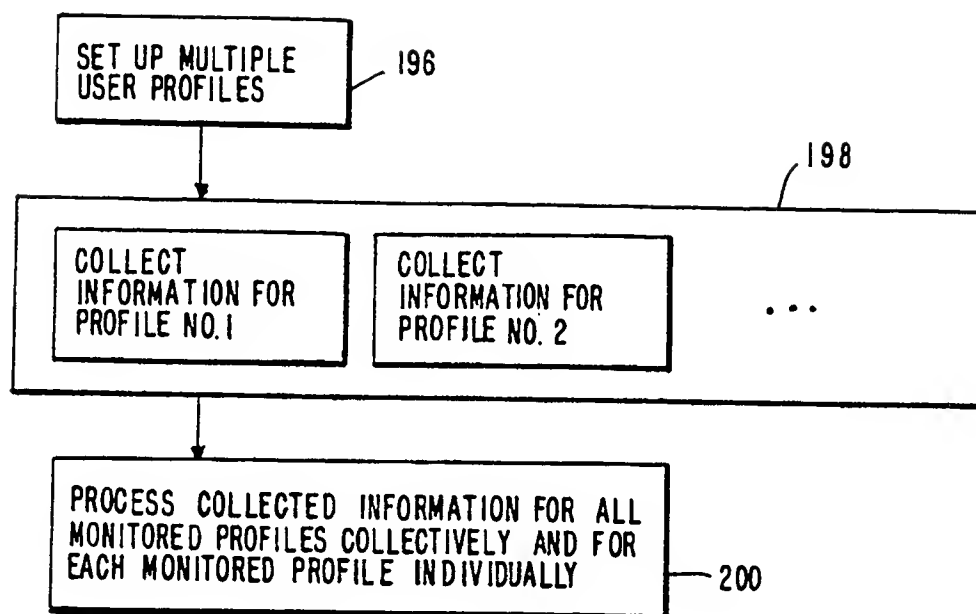 SET UP MULTIPLE
USER PROFILES
196
198
COLLECT
INFORMATION FOR
PROFILE NO. 1
COLLECT
INFORMATION FOR
PROFILE NO. 2
...
PROCESS COLLECTED INFORMATION FOR ALL
MONITORED PROFILES COLLECTIVELY AND FOR
EACH MONITORED PROFILE INDIVIDUALLY
200